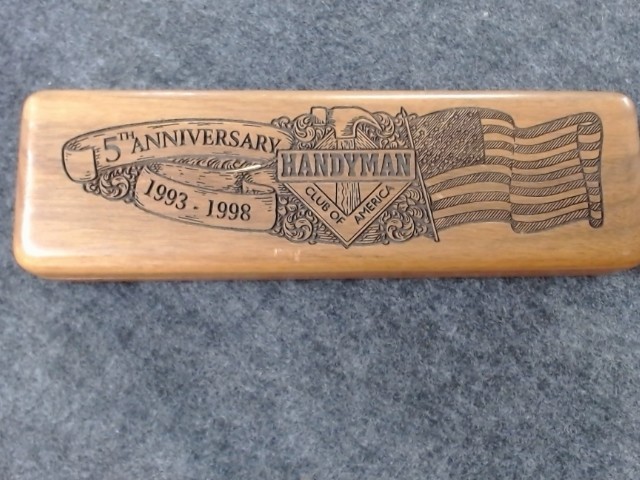 5TH ANNIVERSARY
1993 - 1998
HANDYMAN
CLUB OF AMERICA